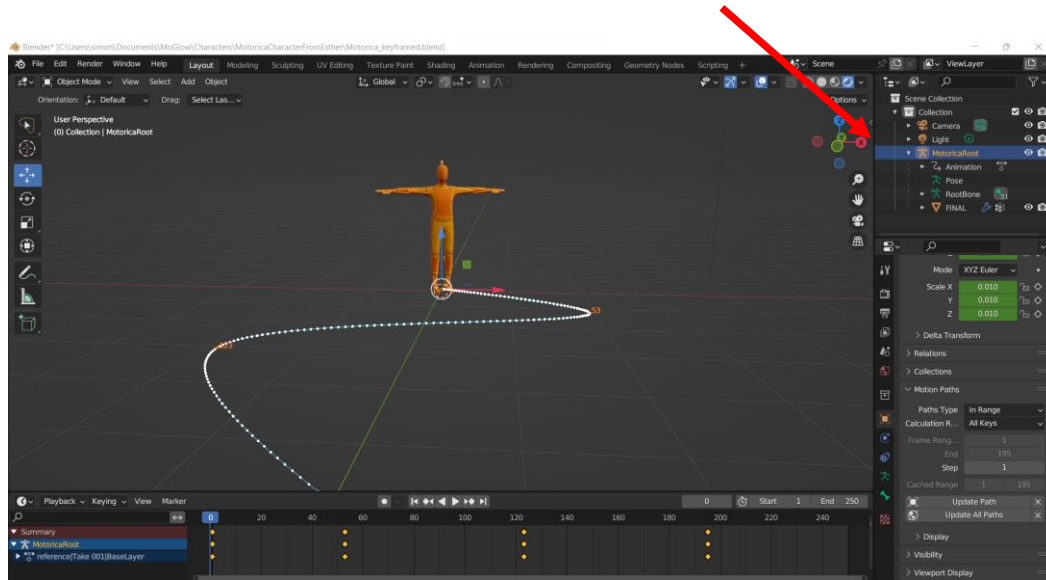 Blender* [C:\Users\simon\Documents\MoGlow\Characters\MotoricaCharacterFromEsther\Motorica_keyframed.blend]
File Edit Render Window Help Layout Modeling Sculpting UV Editing Texture Paint Shading Animation Rendering Compositing Geometry Nodes Scripting + Scene ViewLayer
Object Mode View Select Add Object Global
Orientation: Default Drag: Select Las... Options
User Perspective
(0) Collection | MotoricaRoot
Z
X
53
Scene Collection
Collection
Camera
Light
MotoricaRoot
Animation
Pose
RootBone 51
FINAL
Mode XYZ Euler
Scale X 0.010
Y 0.010
Z 0.010
Delta Transform
Relations
Collections
Motion Paths
Paths Type In Range
Calculation R... All Keys
Frame Rang... 1
End 195
Step 1
Cached Range 1 195
Update Path
Update All Paths
Display
Visibility
Viewport Display
Playback Keying View Marker 0 Start 1 End 250
0 20 40 60 80 100 120 140 160 180 200 220 240
Summary
MotoricaRoot
reference|Take 001|BaseLayer